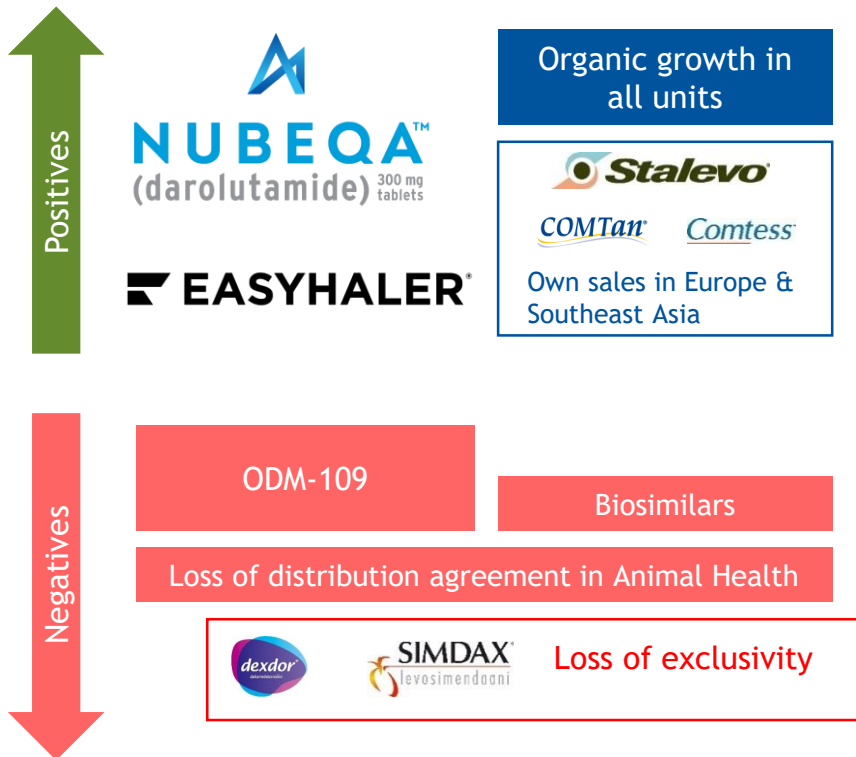 Positives
NUBEQA™
(darolutamide) 300 mg tablets
EASYHALER®
Organic growth in
all units
Stalevo®
COMTan® Comtess®
Own sales in Europe &
Southeast Asia
Negatives
ODM-109
Biosimilars
Loss of distribution agreement in Animal Health
dexdor®
SIMDAX®
levosimendaani
Loss of exclusivity